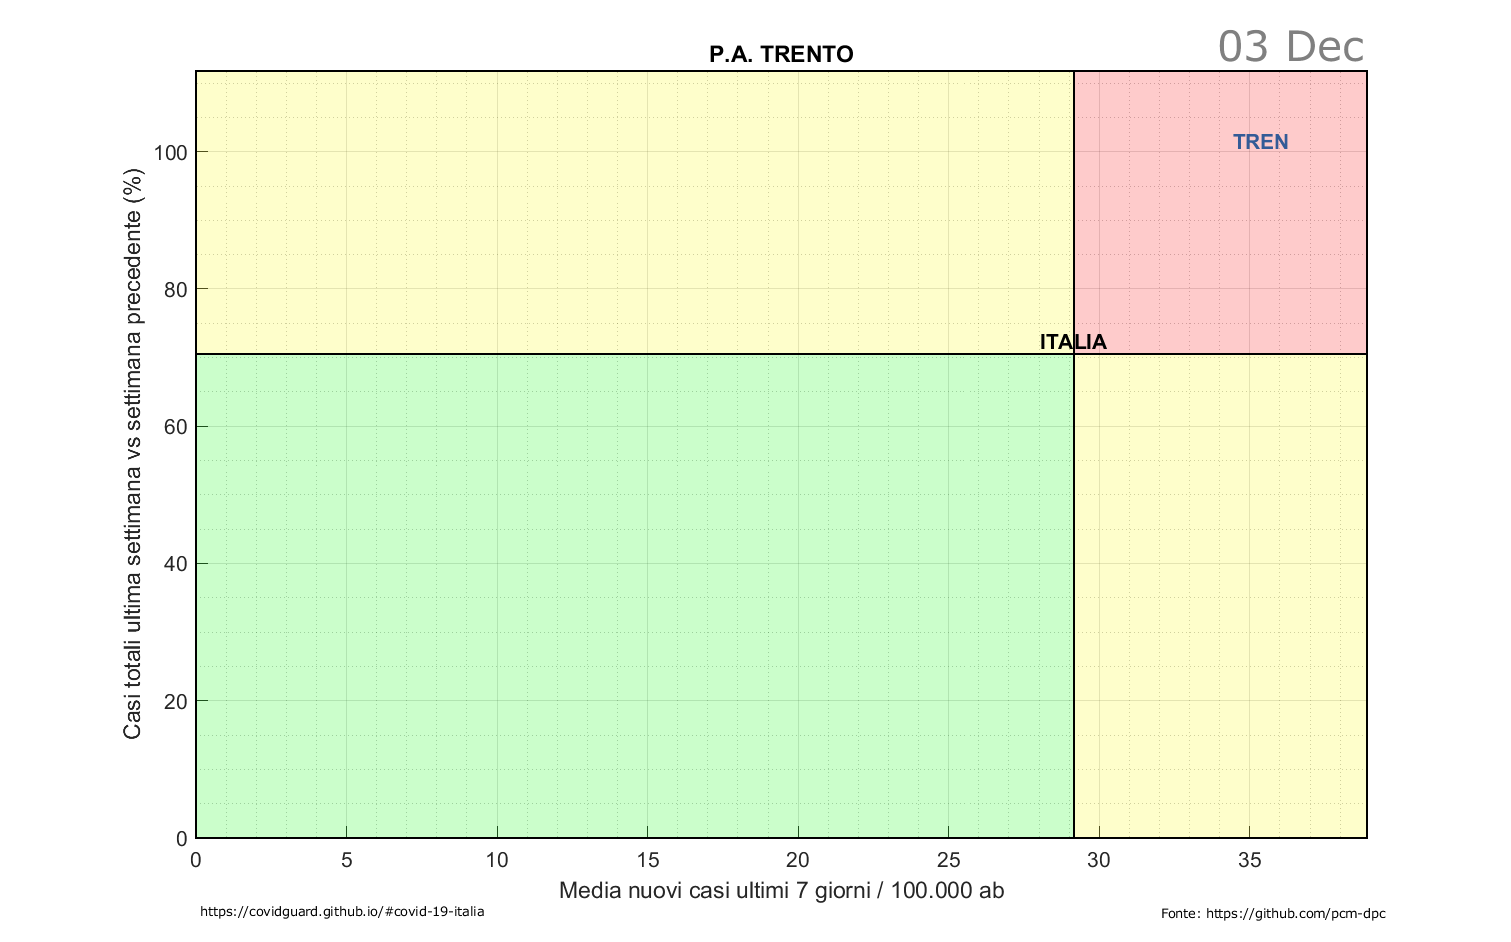 03 Dec
P.A. TRENTO
TREN
ITALIA
Casi totali ultima settimana vs settimana precedente (%)
100
80
60
40
20
0
0 5 10 15 20 25 30 35
Media nuovi casi ultimi 7 giorni / 100.000 ab
https://covidguard.github.io/#covid-19-italia
Fonte: https://github.com/pcm-dpc